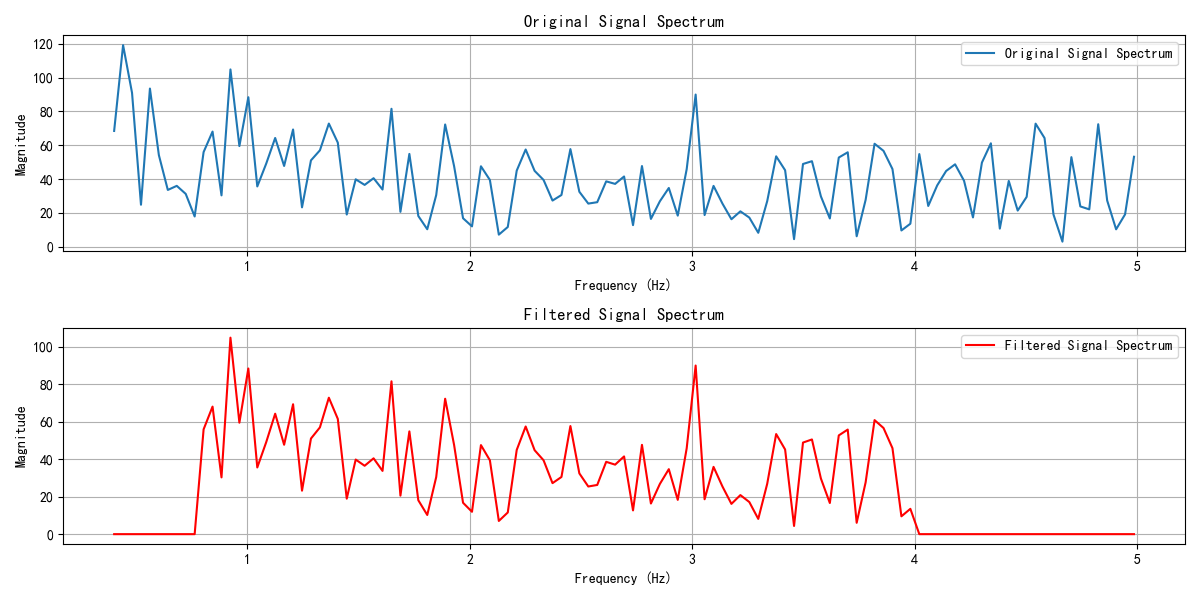 Original Signal Spectrum
120
100
80
60
40
20
0
Magnitude
Original Signal Spectrum
1 2 3 4 5
Frequency (Hz)
Filtered Signal Spectrum
100
80
60
40
20
0
Magnitude
Filtered Signal Spectrum
1 2 3 4 5
Frequency (Hz)